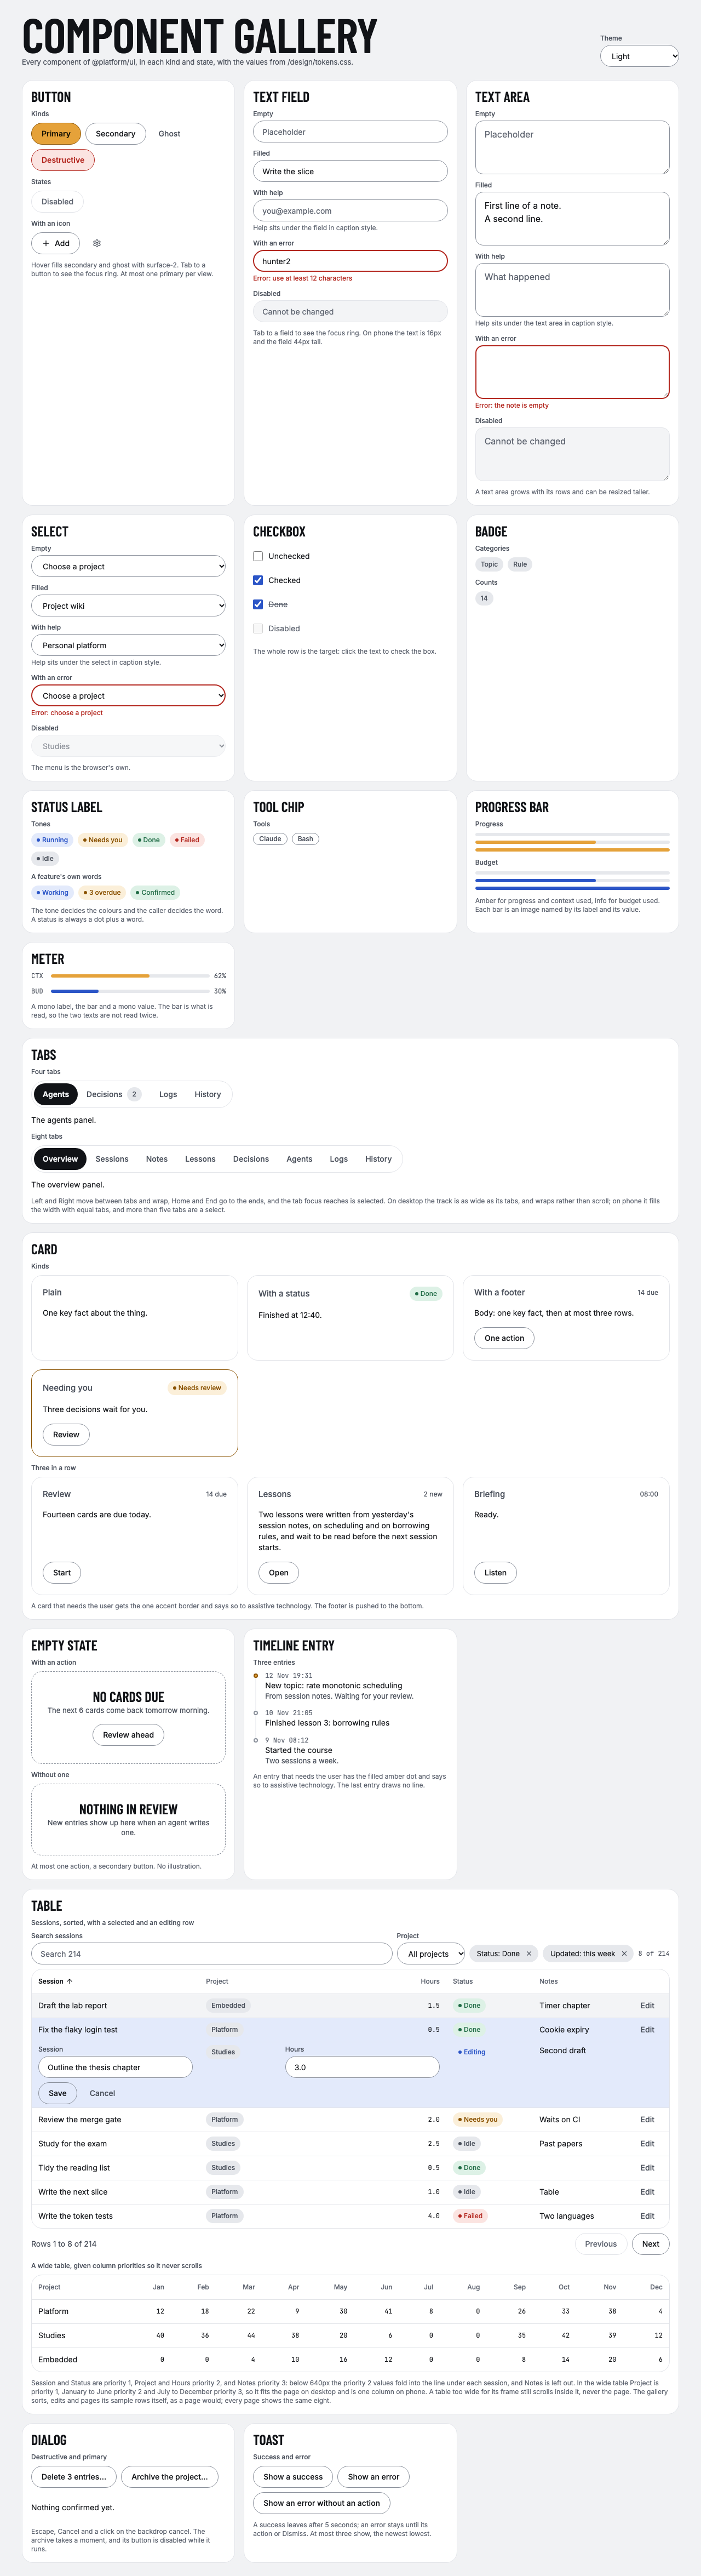 COMPONENT GALLERY
Every component of @platform/ui, in each kind and state, with the values from /design/tokens.css.
Theme
Light
BUTTON
Kinds
Primary
Secondary
Ghost
Destructive
States
Disabled
With an icon
+ Add
Hover fills secondary and ghost with surface-2. Tab to a
button to see the focus ring. At most one primary per view.
TEXT FIELD
Empty
Placeholder
Filled
Write the slice
With help
you@example.com
Help sits under the field in caption style.
With an error
hunter2
Error: use at least 12 characters
Disabled
Cannot be changed
Tab to a field to see the focus ring. On phone the text is 16px
and the field 44px tall.
TEXT AREA
Empty
Placeholder
Filled
First line of a note.
A second line.
With help
What happened
Help sits under the text area in caption style.
With an error
Error: the note is empty
Disabled
Cannot be changed
A text area grows with its rows and can be resized taller.
SELECT
Empty
Choose a project
Filled
Project wiki
With help
Personal platform
Help sits under the select in caption style.
With an error
Choose a project
Error: choose a project
Disabled
Studies
The menu is the browser's own.
CHECKBOX
Unchecked
Checked
Done
Disabled
The whole row is the target: click the text to check the box.
BADGE
Categories
Topic
Rule
Counts
14
STATUS LABEL
Tones
Running
Needs you
Done
Failed
Idle
A feature's own words
Working
3 overdue
Confirmed
The tone decides the colours and the caller decides the word.
A status is always a dot plus a word.
TOOL CHIP
Tools
Claude
Bash
PROGRESS BAR
Progress
Budget
Amber for progress and context used, info for budget used.
Each bar is an image named by its label and its value.
METER
CTX 62%
BUD 30%
A mono label, the bar and a mono value. The bar is what is
read, so the two texts are not read twice.
TABS
Four tabs
Agents
Decisions 2
Logs
History
The agents panel.
Eight tabs
Overview
Sessions
Notes
Lessons
Decisions
Agents
Logs
History
The overview panel.
Left and Right move between tabs and wrap, Home and End go to the ends, and the tab focus reaches is selected. On desktop the track is as wide as its tabs, and wraps rather than scroll; on phone it fills
the width with equal tabs, and more than five tabs are a select.
CARD
Kinds
Plain
One key fact about the thing.
With a status
Done
Finished at 12:40.
With a footer
14 due
Body: one key fact, then at most three rows.
One action
Needing you
Needs review
Three decisions wait for you.
Review
Three in a row
Review
14 due
Fourteen cards are due today.
Start
Lessons
2 new
Two lessons were written from yesterday's
session notes, on scheduling and on borrowing
rules, and wait to be read before the next session
starts.
Open
Briefing
08:00
Ready.
Listen
A card that needs the user gets the one accent border and says so to assistive technology. The footer is pushed to the bottom.
EMPTY STATE
With an action
NO CARDS DUE
The next 6 cards come back tomorrow morning.
Review ahead
Without one
NOTHING IN REVIEW
New entries show up here when an agent writes
one.
At most one action, a secondary button. No illustration.
TIMELINE ENTRY
Three entries
12 Nov 19:31
New topic: rate monotonic scheduling
From session notes. Waiting for your review.
10 Nov 21:05
Finished lesson 3: borrowing rules
9 Nov 08:12
Started the course
Two sessions a week.
An entry that needs the user has the filled amber dot and says
so to assistive technology. The last entry draws no line.
TABLE
Sessions, sorted, with a selected and an editing row
Search sessions
Search 214
Project
All projects
Status: Done ×
Updated: this week ×
8 of 214
Session ↑ Project Hours Status Notes
Draft the lab report Embedded 1.5 Done Timer chapter Edit
Fix the flaky login test Platform 0.5 Done Cookie expiry Edit
Session
Outline the thesis chapter
Studies
Hours
3.0
Editing
Second draft
Save
Cancel
Review the merge gate Platform 2.0 Needs you Waits on CI Edit
Study for the exam Studies 2.5 Idle Past papers Edit
Tidy the reading list Studies 0.5 Done Edit
Write the next slice Platform 1.0 Idle Table Edit
Write the token tests Platform 4.0 Failed Two languages Edit
Rows 1 to 8 of 214
Previous
Next
A wide table, given column priorities so it never scrolls
Project Jan Feb Mar Apr May Jun Jul Aug Sep Oct Nov Dec
Platform 12 18 22 9 30 41 8 0 26 33 38 4
Studies 40 36 44 38 20 6 0 0 35 42 39 12
Embedded 0 0 4 10 16 12 0 0 8 14 20 6
Session and Status are priority 1, Project and Hours priority 2, and Notes priority 3: below 640px the priority 2 values fold into the line under each session, and Notes is left out. In the wide table Project is
priority 1, January to June priority 2 and July to December priority 3, so it fits the page on desktop and is one column on phone. A table too wide for its frame still scrolls inside it, never the page. The gallery
sorts, edits and pages its sample rows itself, as a page would; every page shows the same eight.
DIALOG
Destructive and primary
Delete 3 entries…
Archive the project…
Nothing confirmed yet.
Escape, Cancel and a click on the backdrop cancel. The
archive takes a moment, and its button is disabled while it
runs.
TOAST
Success and error
Show a success
Show an error
Show an error without an action
A success leaves after 5 seconds; an error stays until its
action or Dismiss. At most three show, the newest lowest.